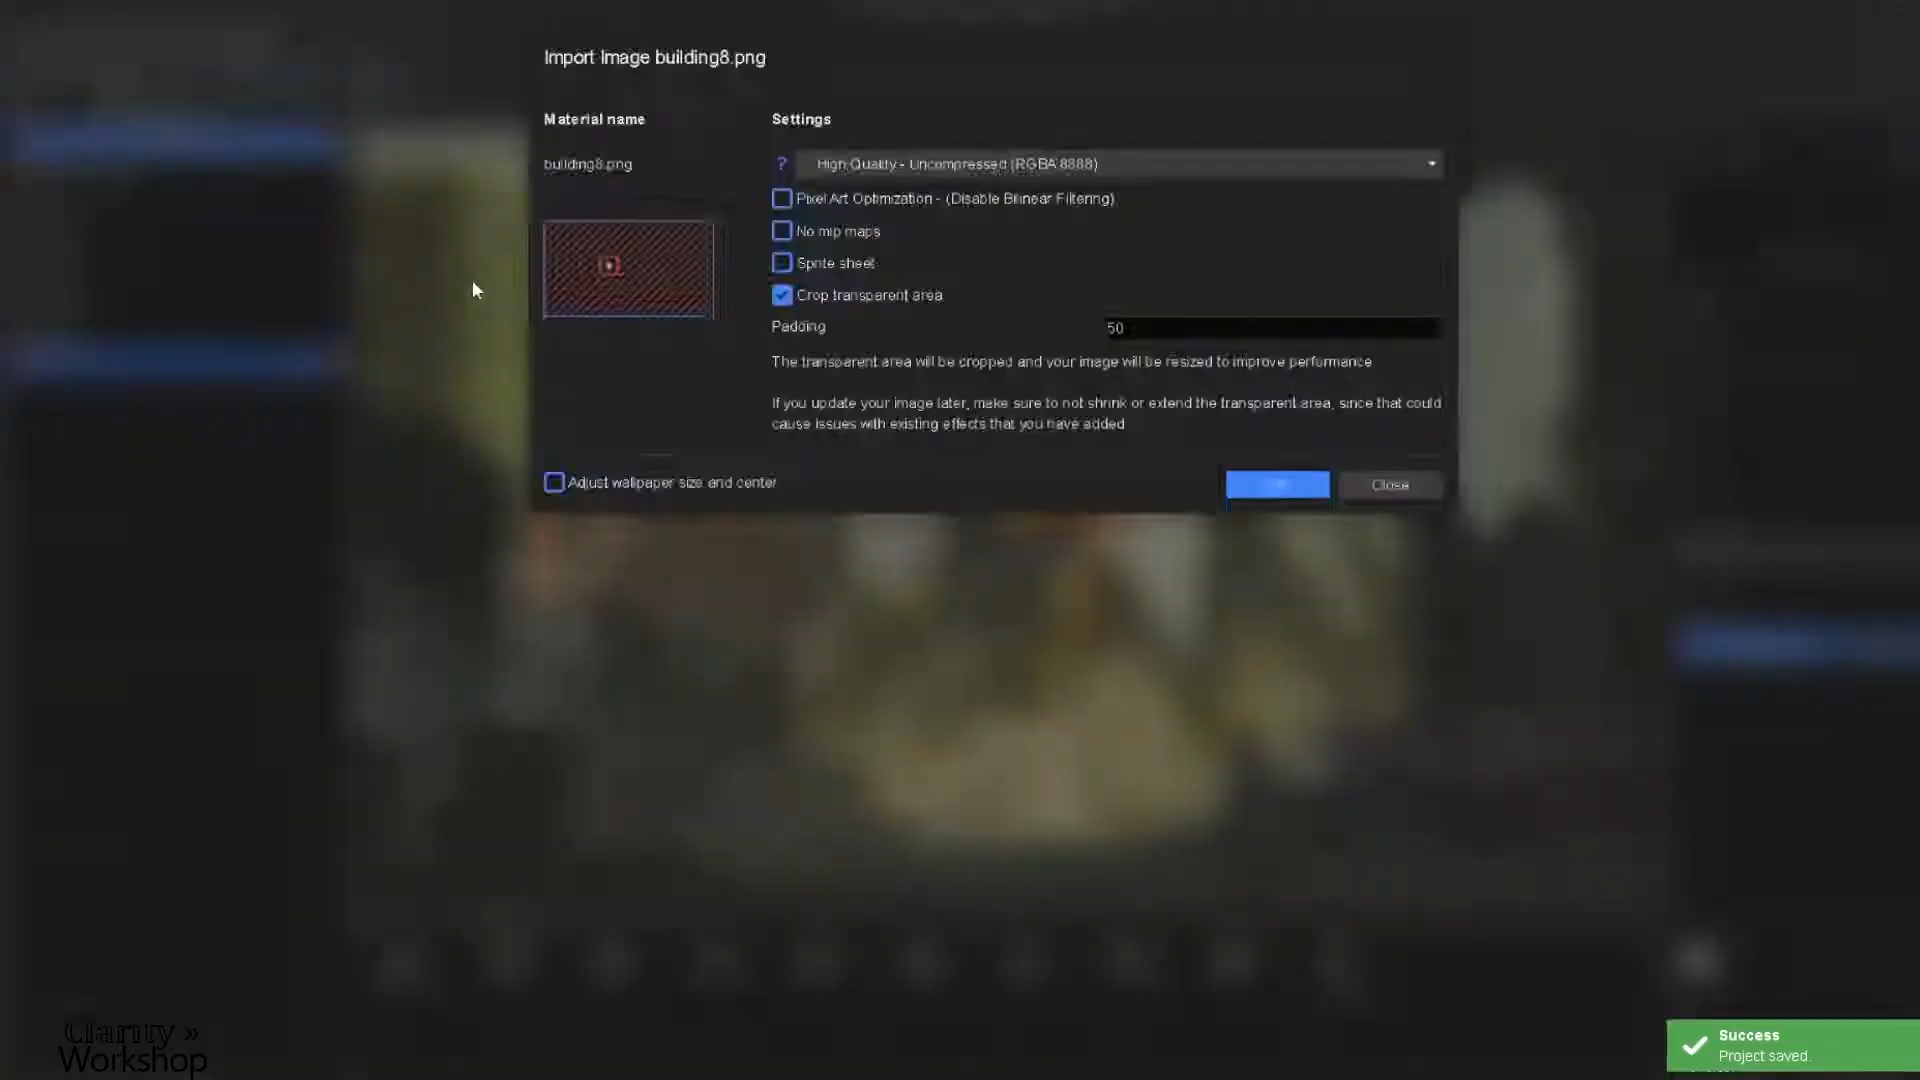 Import Image building8.png
Material name
Settings
building8.png
?
High Quality - Uncompressed (RGBA 8888)
Pixel Art Optimization - (Disable Bilinear Filtering)
No mip maps
Sprite sheet
Crop transparent area
Padding
50
The transparent area will be cropped and your image will be resized to improve performance
If you update your image later, make sure to not shrink or extend the transparent area, since that could
cause issues with existing effects that you have added
Adjust wallpaper size and center
Close
Clarity »
Workshop
Success
Project saved.